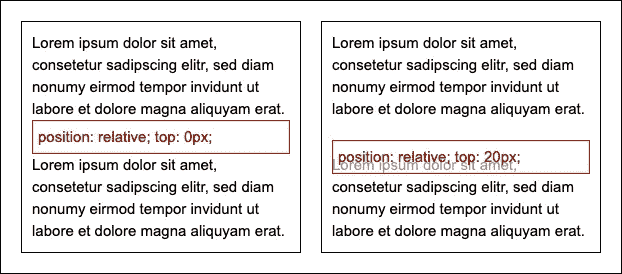 Lorem ipsum dolor sit amet,
consetetur sadipscing elitr, sed diam
nonumy eirmod tempor invidunt ut
labore et dolore magna aliquyam erat.
position: relative; top: 0px;
Lorem ipsum dolor sit amet,
consetetur sadipscing elitr, sed diam
nonumy eirmod tempor invidunt ut
labore et dolore magna aliquyam erat.
Lorem ipsum dolor sit amet,
consetetur sadipscing elitr, sed diam
nonumy eirmod tempor invidunt ut
labore et dolore magna aliquyam erat.
position: relative; top: 20px;
Lorem ipsum dolor sit amet,
consetetur sadipscing elitr, sed diam
nonumy eirmod tempor invidunt ut
labore et dolore magna aliquyam erat.